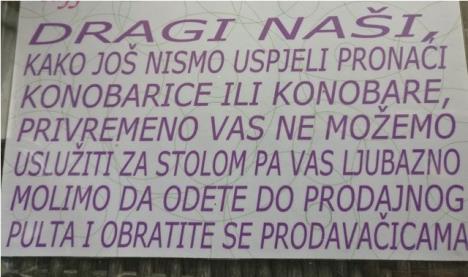 DRAGI NAŠI,
KAKO JOŠ NISMO USPJELI PRONAĆI
KONOBARICE ILI KONOBARE,
PRIVREMENO VAS NE MOŽEMO
USLUŽITI ZA STOLOM PA VAS LJUBAZNO
MOLIMO DA ODETE DO PRODAJNOG
PULTA I OBRATITE SE PRODAVAČICAMA